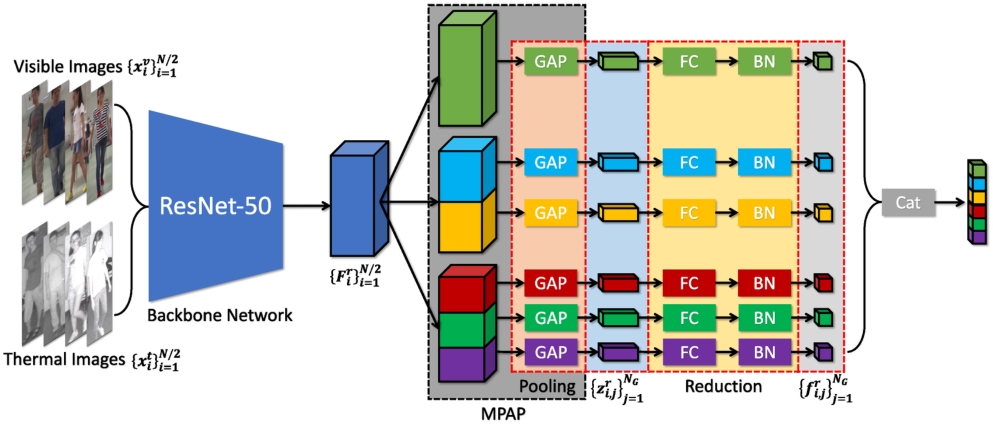 Visible Images {x_i^v}_{i=1}^{N/2}
GAP FC BN
GAP FC BN
ResNet-50
GAP FC BN
Cat
{F_i^r}_{i=1}^{N/2}
GAP FC BN
Backbone Network
GAP FC BN
GAP FC BN
Thermal Images {x_i^t}_{i=1}^{N/2}
Pooling {z_{i,j}^r}_{j=1}^{N_G} Reduction {f_{i,j}^r}_{j=1}^{N_G}
MPAP